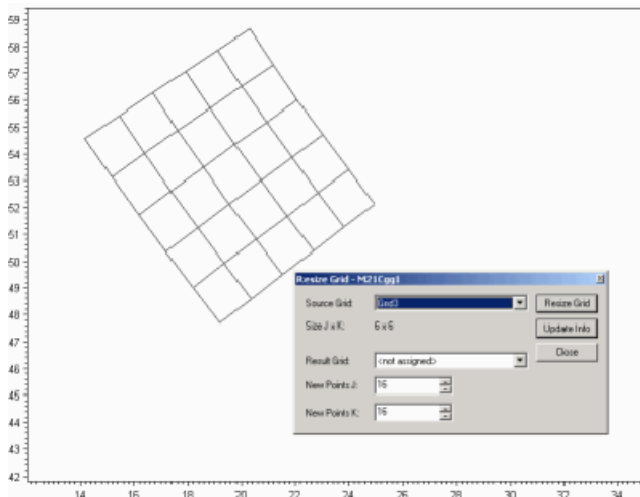 59
58
57
56
55
54
53
52
51
50
49
48
47
46
45
44
43
42
Resize Grid - M21Cgg1
Source Grid: Grid3 Resize Grid
Size J x K: 6 x 6 Update Info
Close
Result Grid: <not assigned>
New Points J: 16
New Points K: 16
14 16 18 20 22 24 26 28 30 32 34